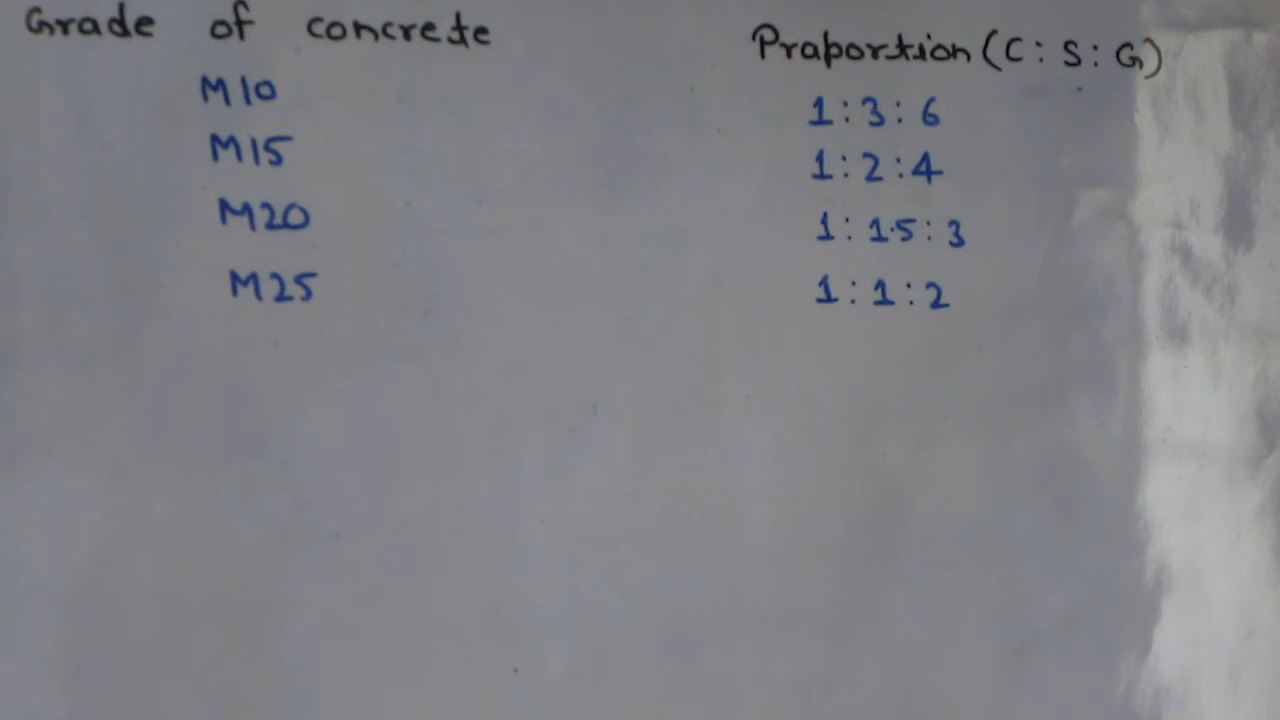 Grade of concrete Praportion (C : S : G)
M10 1 : 3 : 6
M15 1 : 2 : 4
M20 1 : 1.5 : 3
M25 1 : 1 : 2